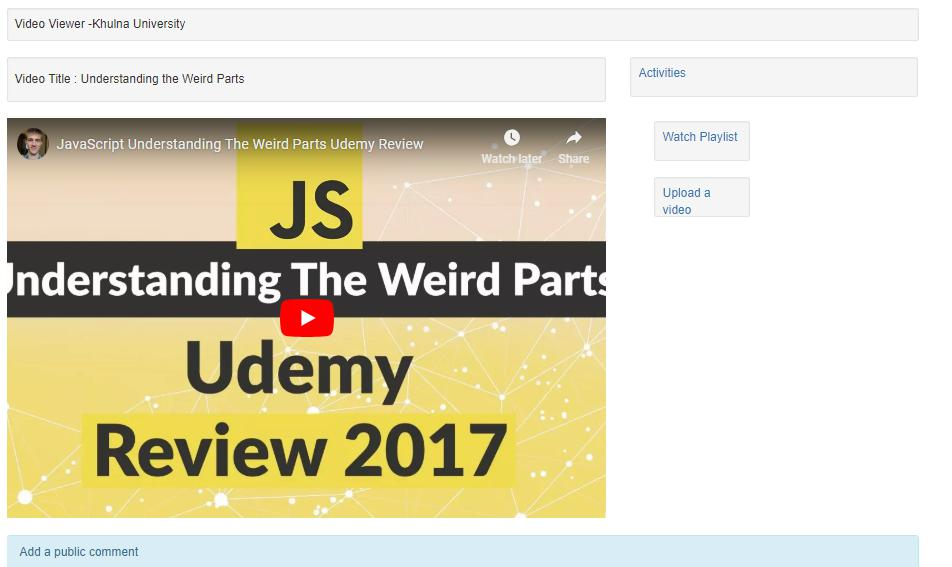 Video Viewer -Khulna University
Video Title : Understanding the Weird Parts
Activities
JavaScript Understanding The Weird Parts Udemy Review
Watch later
Share
Watch Playlist
Upload a
video
JS
Understanding The Weird Parts
Udemy
Review 2017
Add a public comment